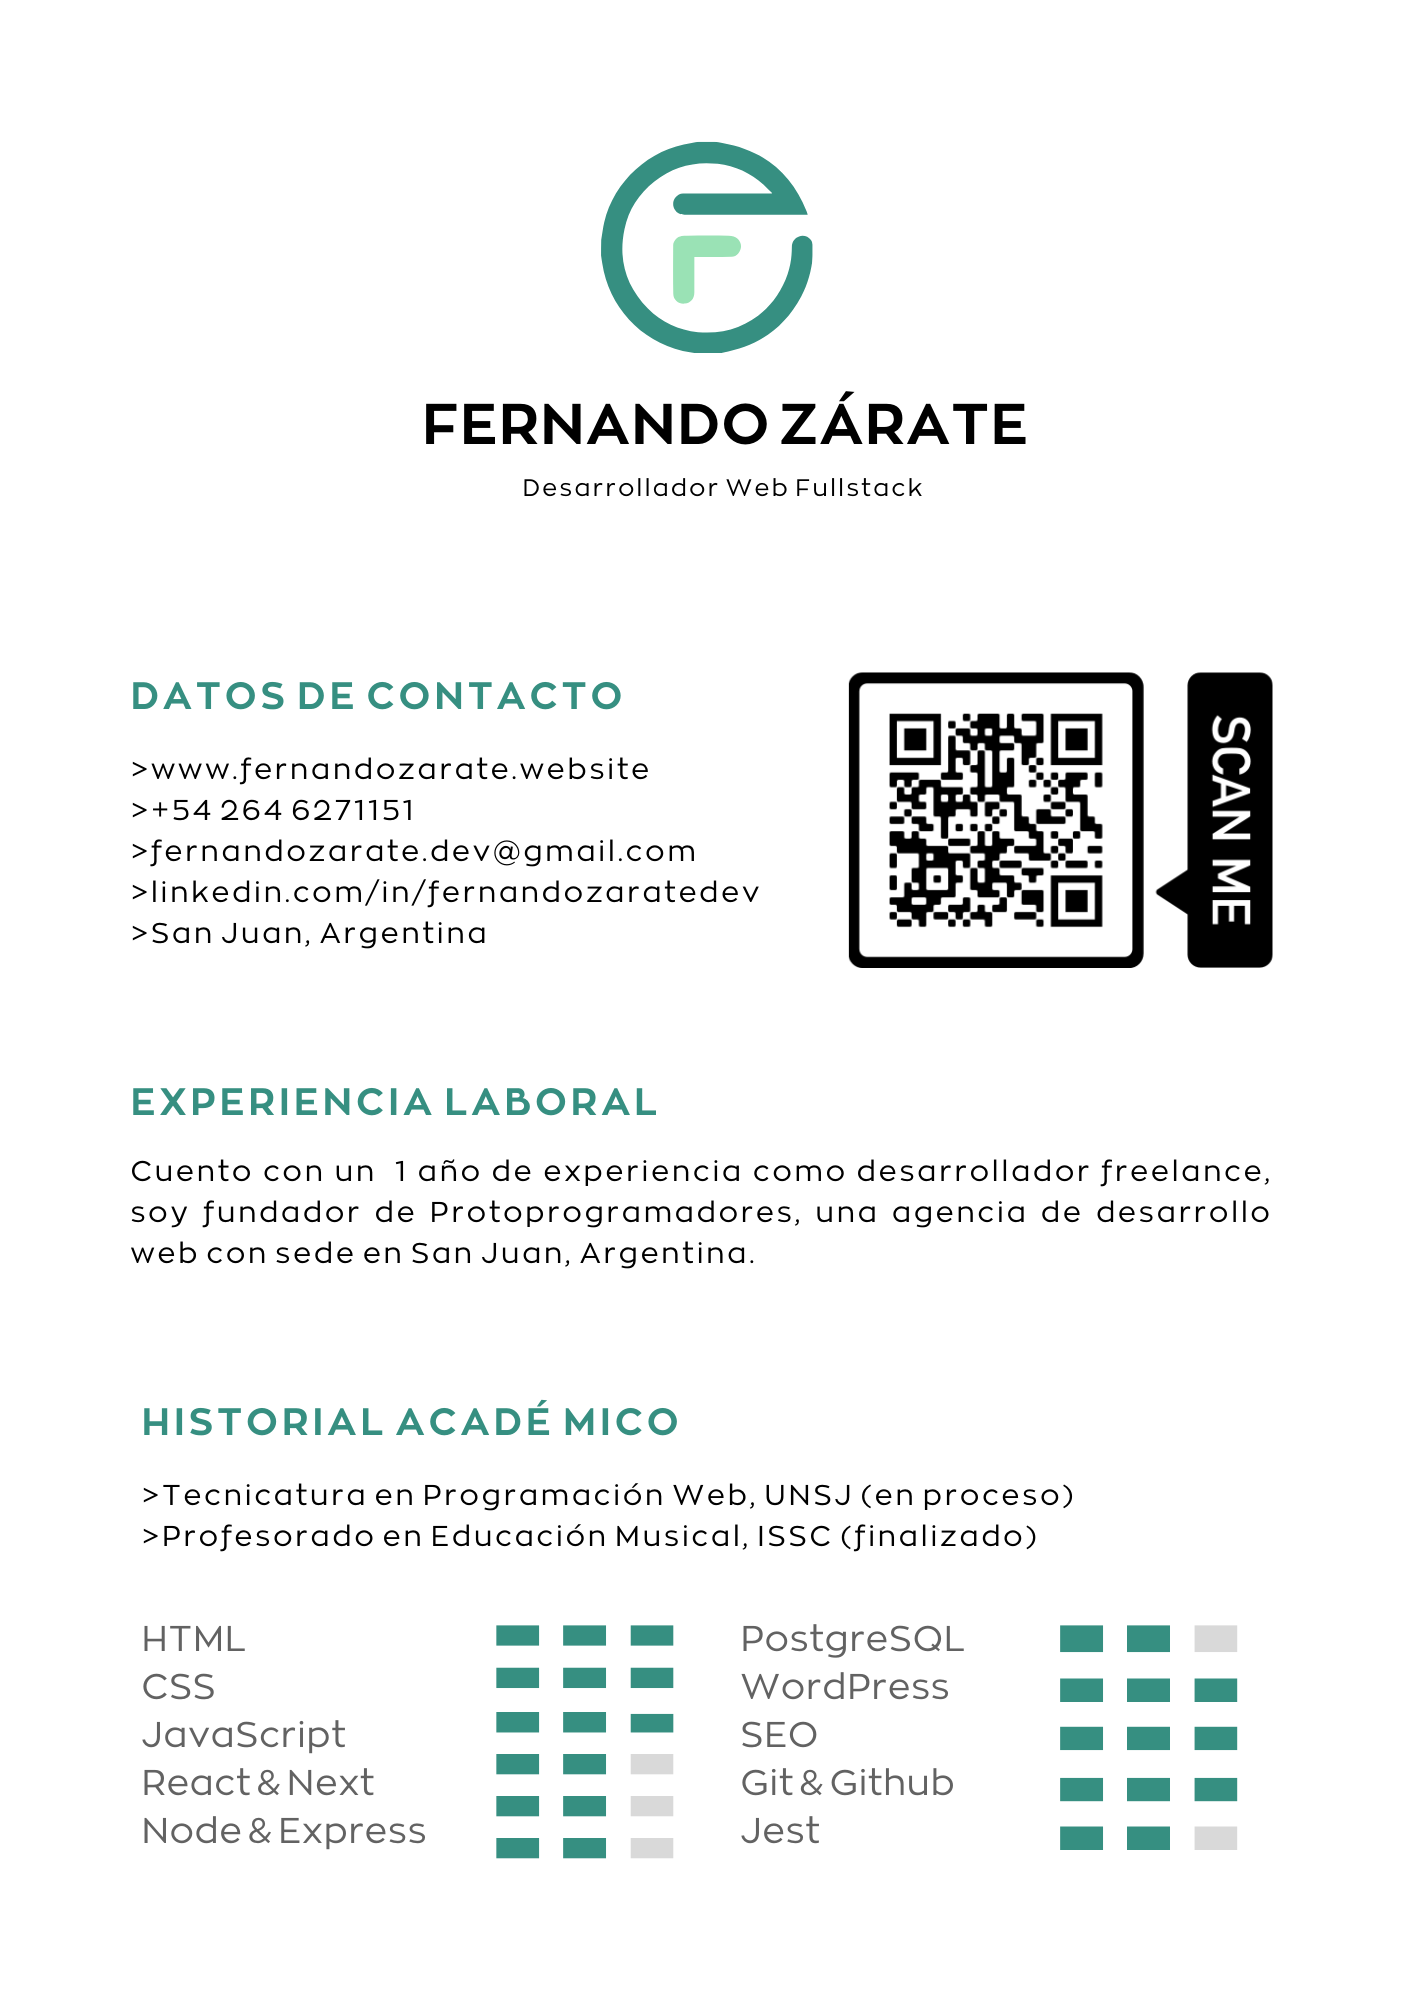 FERNANDO ZÁRATE
Desarrollador Web Fullstack
DATOS DE CONTACTO
>www.fernandozarate.website
>+54 264 6271151
>fernandozarate.dev@gmail.com
>linkedin.com/in/fernandozaratedev
>San Juan, Argentina
SCAN ME
EXPERIENCIA LABORAL
Cuento con un 1 año de experiencia como desarrollador freelance,
soy fundador de Protoprogramadores, una agencia de desarrollo
web con sede en San Juan, Argentina.
HISTORIAL ACADÉ MICO
>Tecnicatura en Programación Web, UNSJ (en proceso)
>Profesorado en Educación Musical, ISSC (finalizado)
HTML
CSS
JavaScript
React & Next
Node & Express
PostgreSQL
WordPress
SEO
Git & Github
Jest